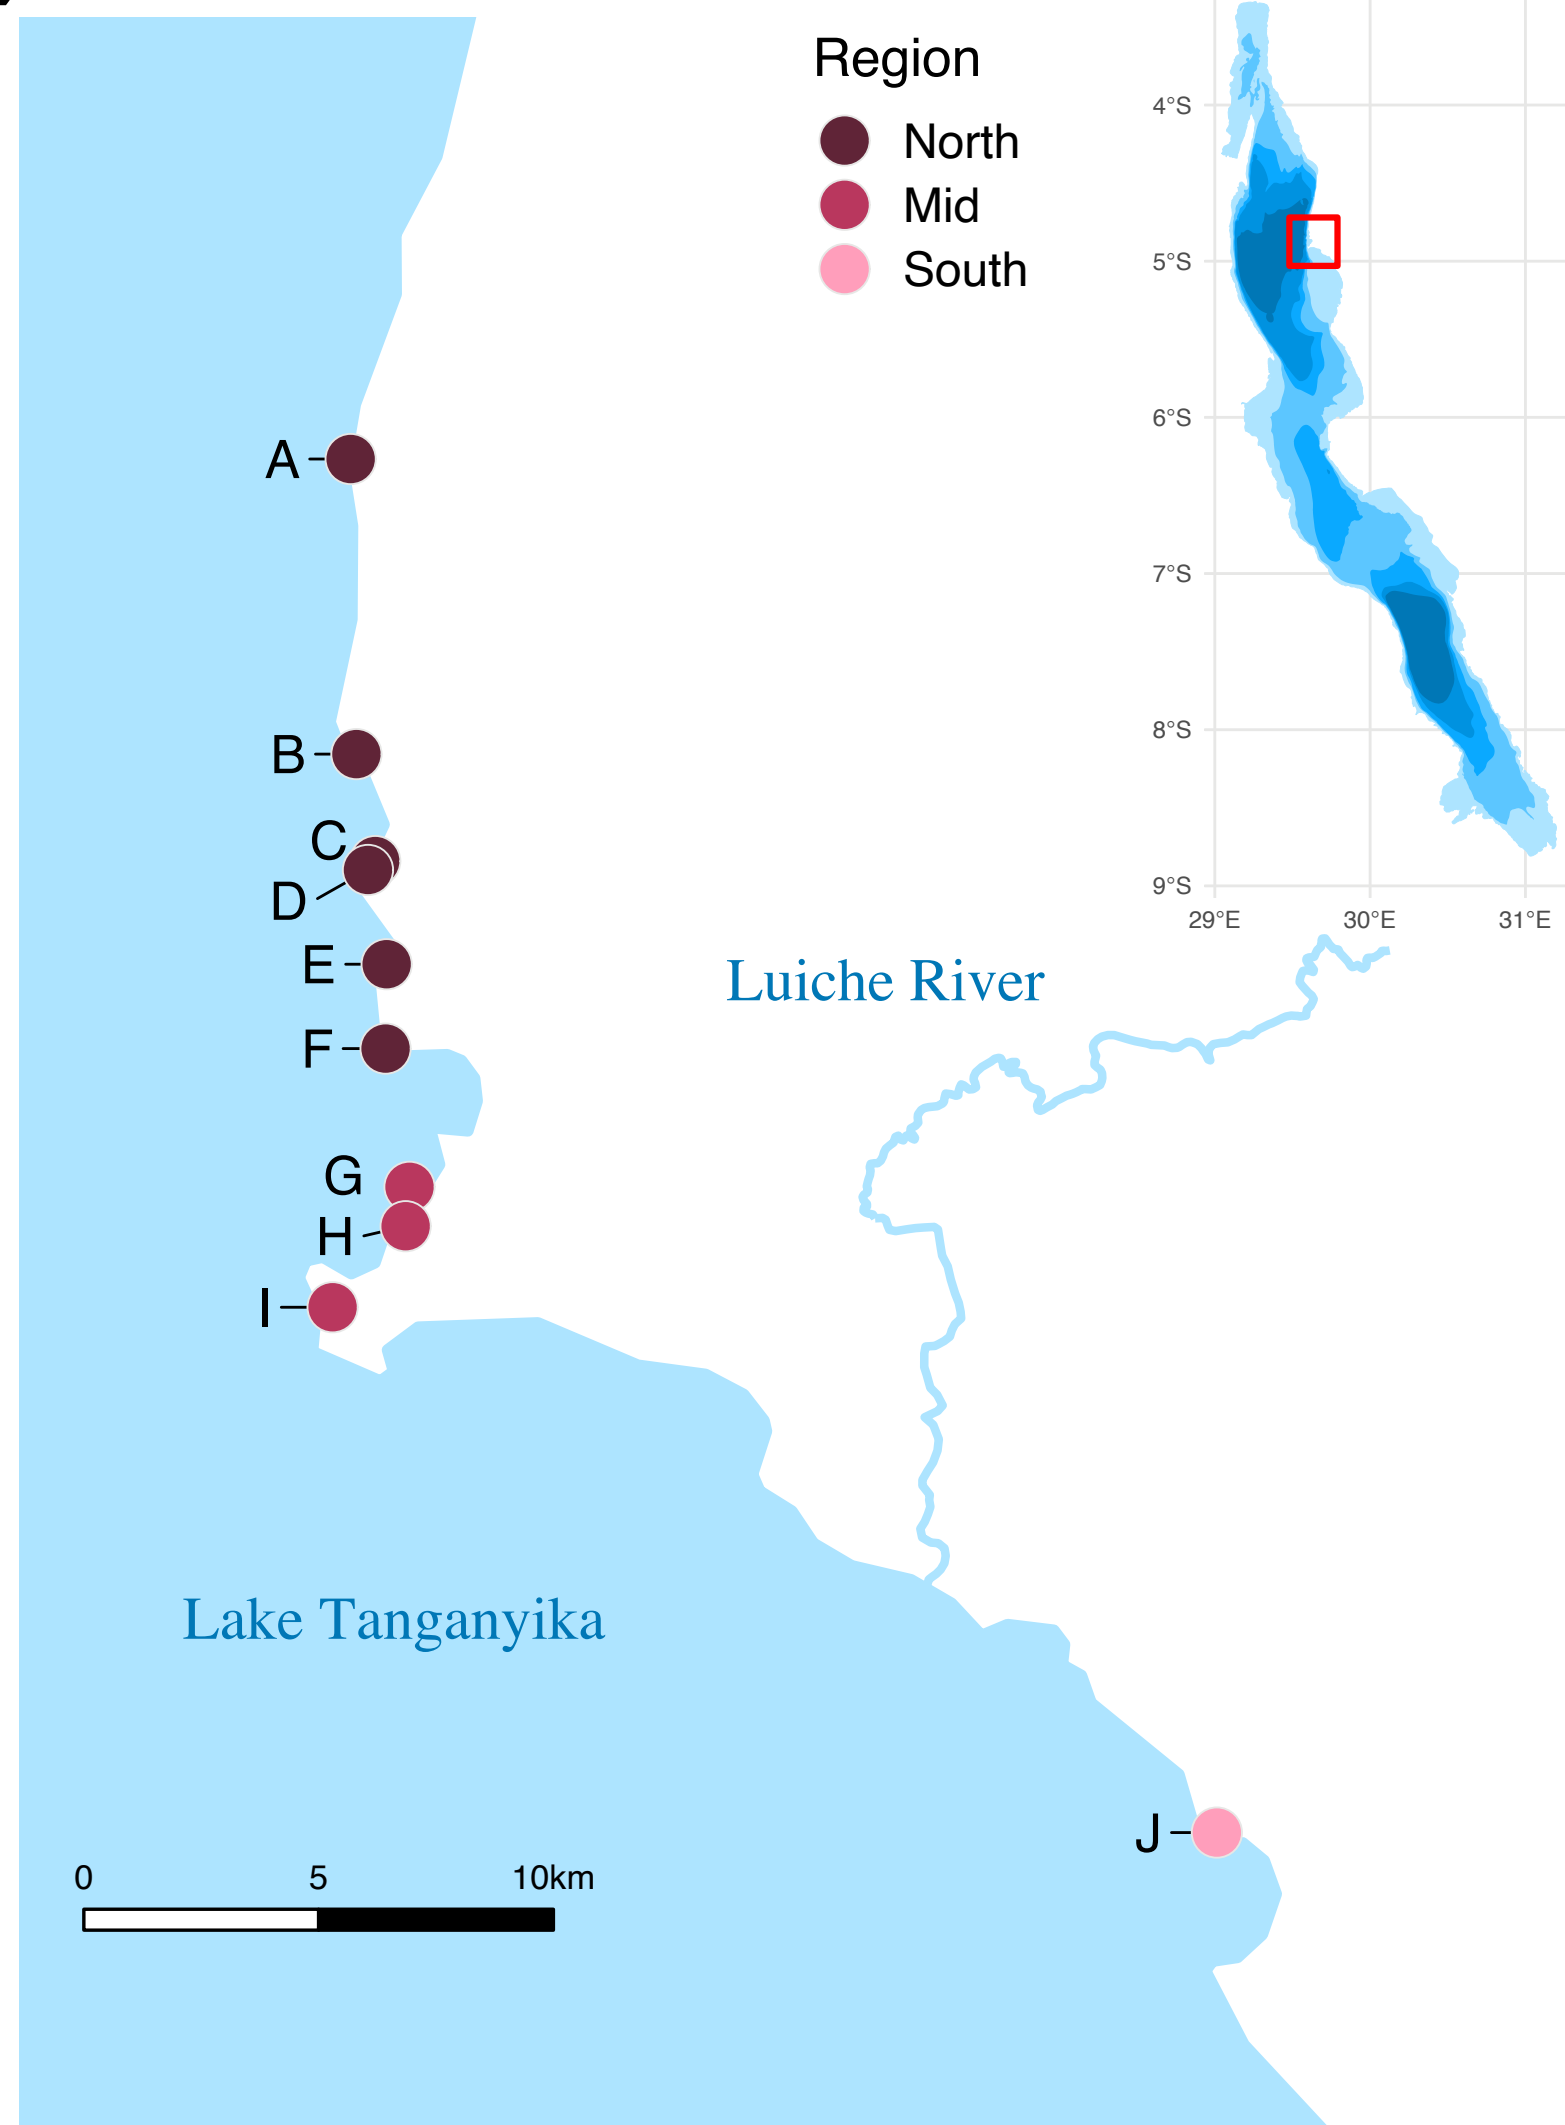 Region
North
Mid
South
4°S
5°S
6°S
7°S
8°S
9°S
29°E 30°E 31°E
A
B
C
D
E
F
G
H
I
J
Luiche River
Lake Tanganyika
0 5 10km